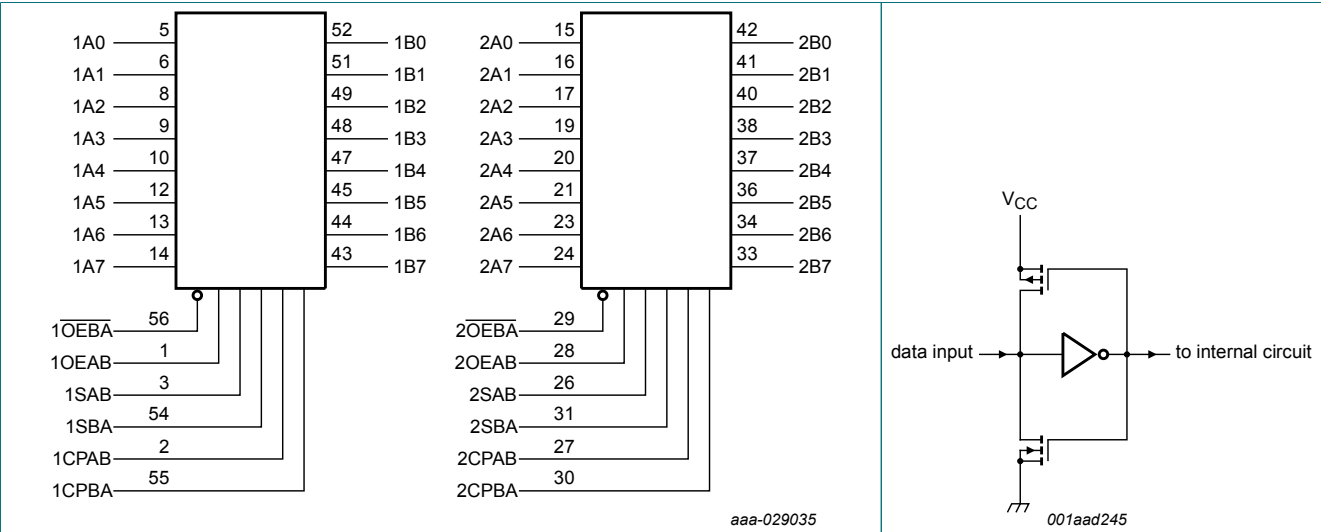 1A0 5 52 1B0
1A1 6 51 1B1
1A2 8 49 1B2
1A3 9 48 1B3
1A4 10 47 1B4
1A5 12 45 1B5
1A6 13 44 1B6
1A7 14 43 1B7
1O̅E̅B̅A̅ 56
1OEAB 1
1SAB 3
1SBA 54
1CPAB 2
1CPBA 55
2A0 15 42 2B0
2A1 16 41 2B1
2A2 17 40 2B2
2A3 19 38 2B3
2A4 20 37 2B4
2A5 21 36 2B5
2A6 23 34 2B6
2A7 24 33 2B7
2O̅E̅B̅A̅ 29
2OEAB 28
2SAB 26
2SBA 31
2CPAB 27
2CPBA 30
aaa-029035
VCC
data input to internal circuit
001aad245